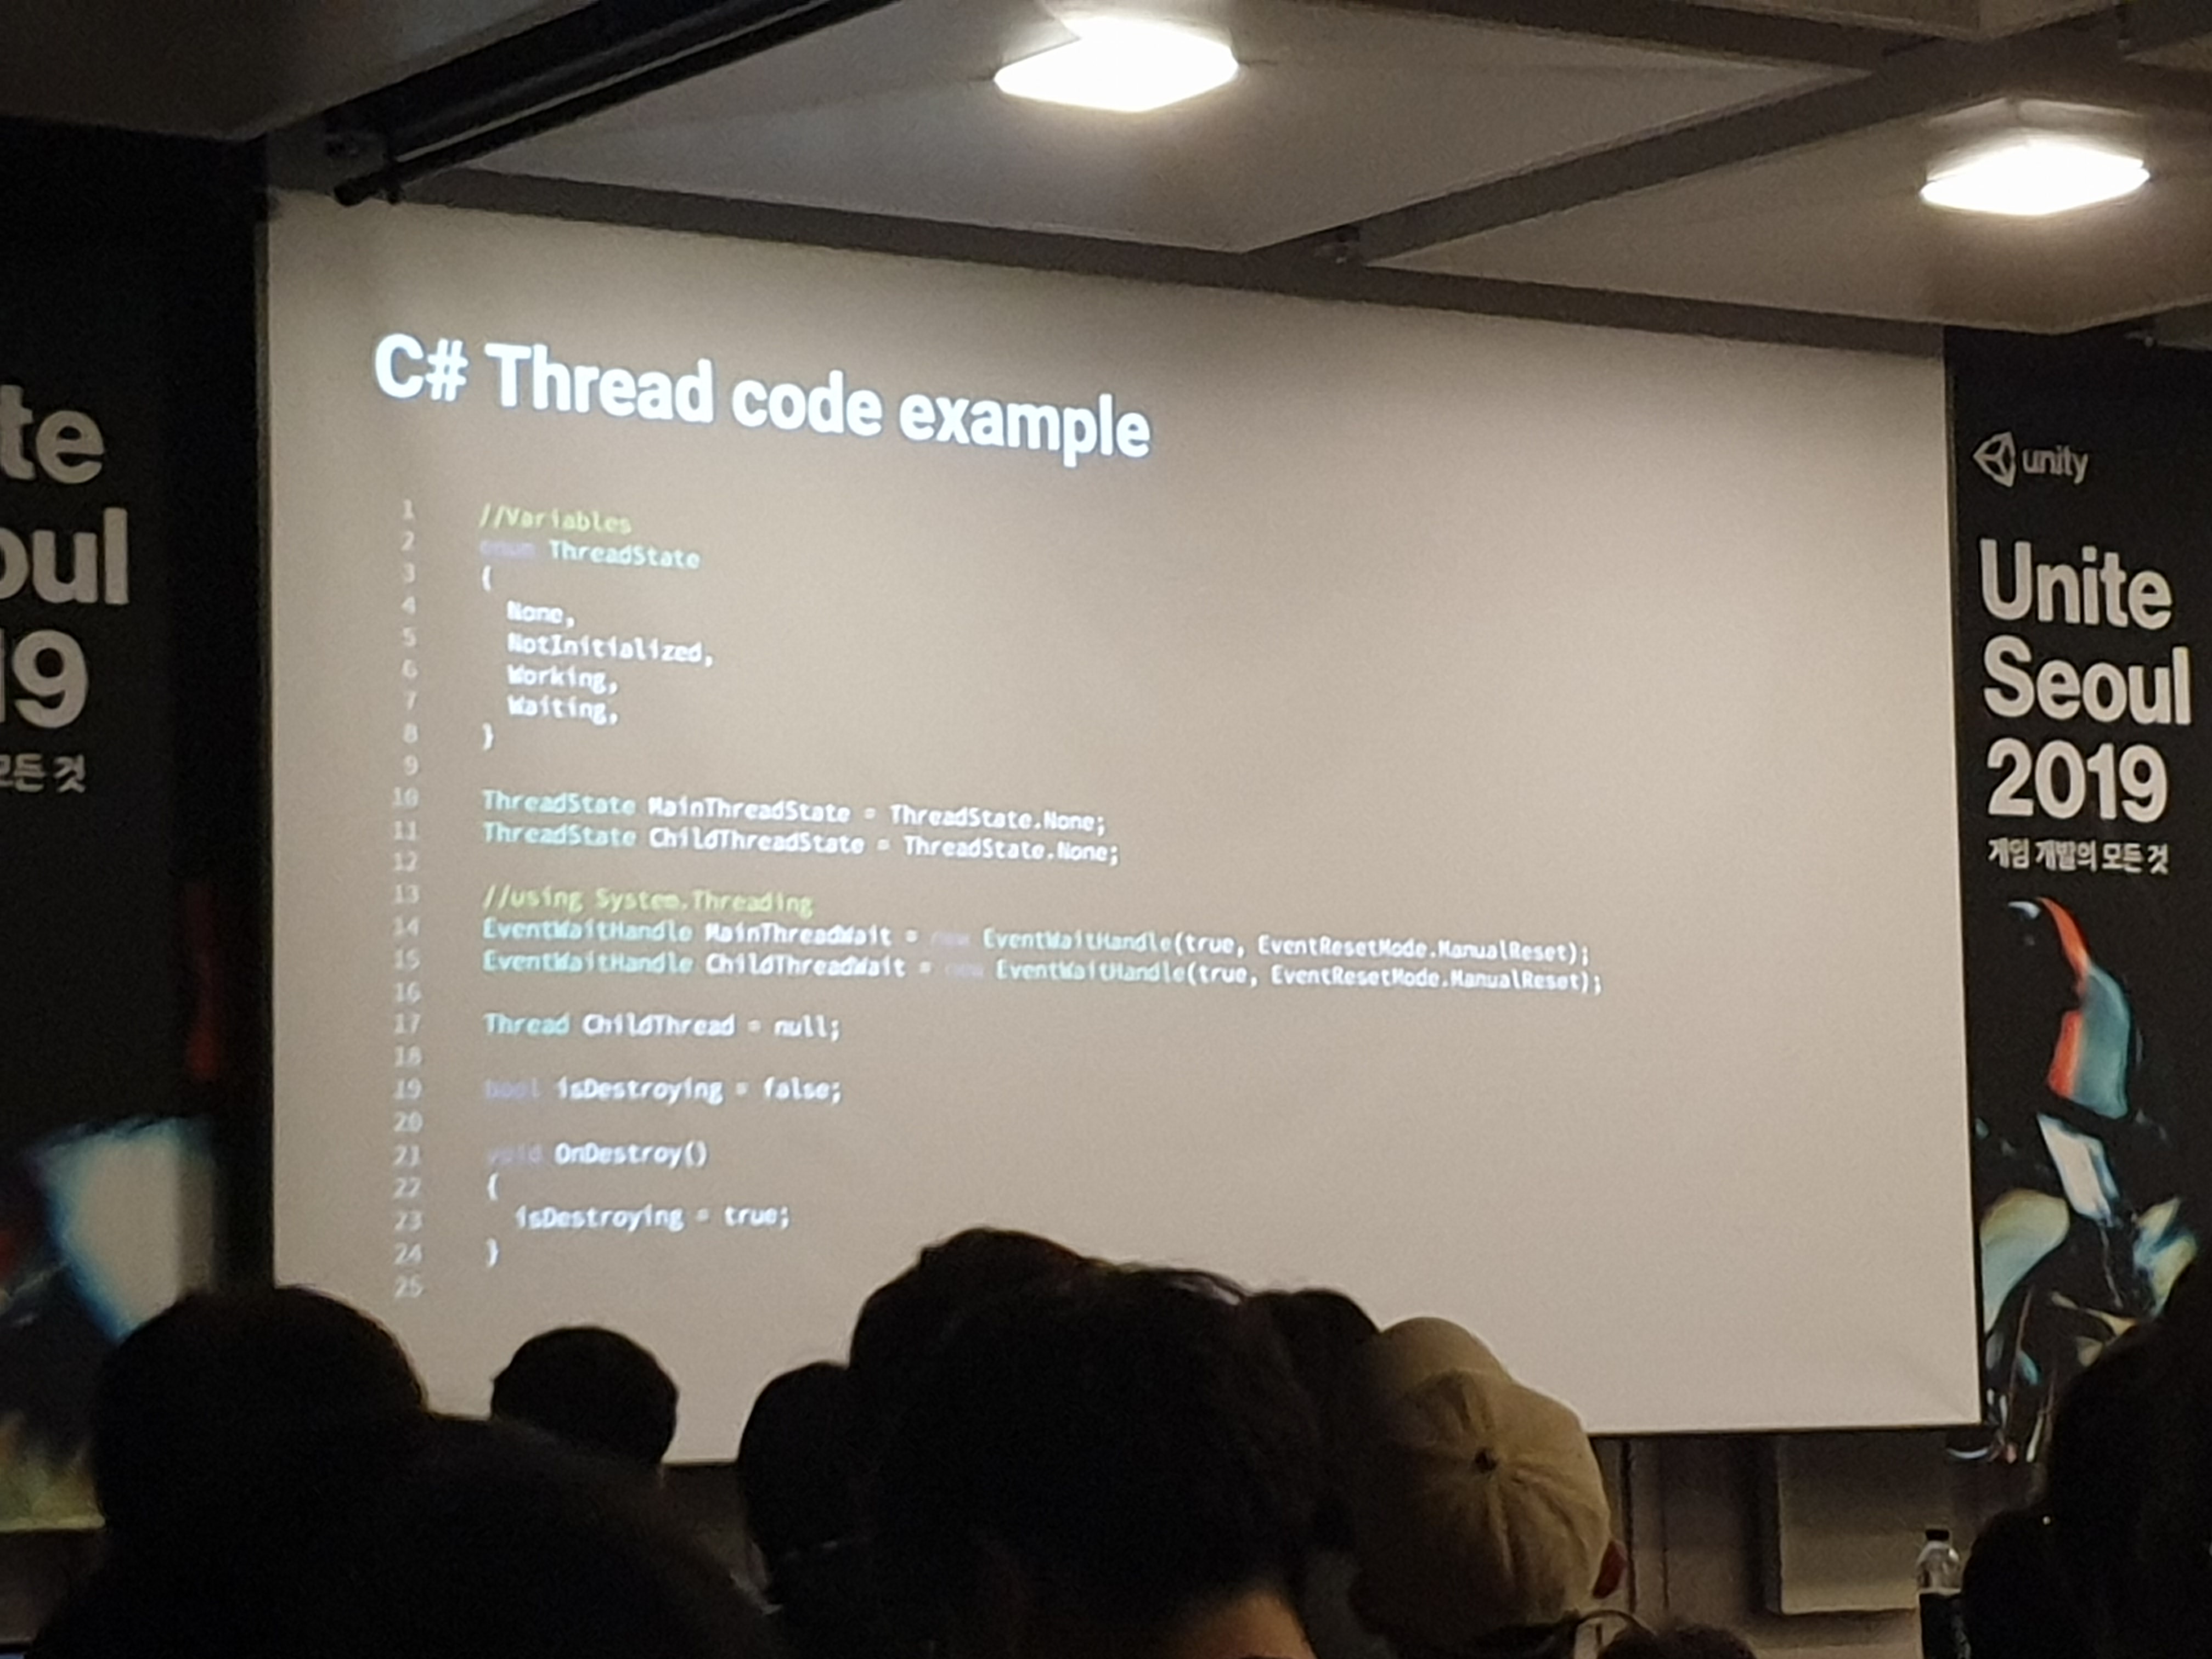 C# Thread code example
1 //Variables
2 enum ThreadState
3 {
4 None,
5 NotInitialized,
6 Working,
7 Waiting,
8 }
9
10 ThreadState MainThreadState = ThreadState.None;
11 ThreadState ChildThreadState = ThreadState.None;
12
13 //using System.Threading
14 EventWaitHandle MainThreadWait = new EventWaitHandle(true, EventResetMode.ManualReset);
15 EventWaitHandle ChildThreadWait = new EventWaitHandle(true, EventResetMode.ManualReset);
16
17 Thread ChildThread = null;
18
19 bool isDestroying = false;
20
21 void OnDestroy()
22 {
23 isDestroying = true;
24 }
25
te
oul
19
모든 것
unity
Unite
Seoul
2019
게임 개발의 모든 것